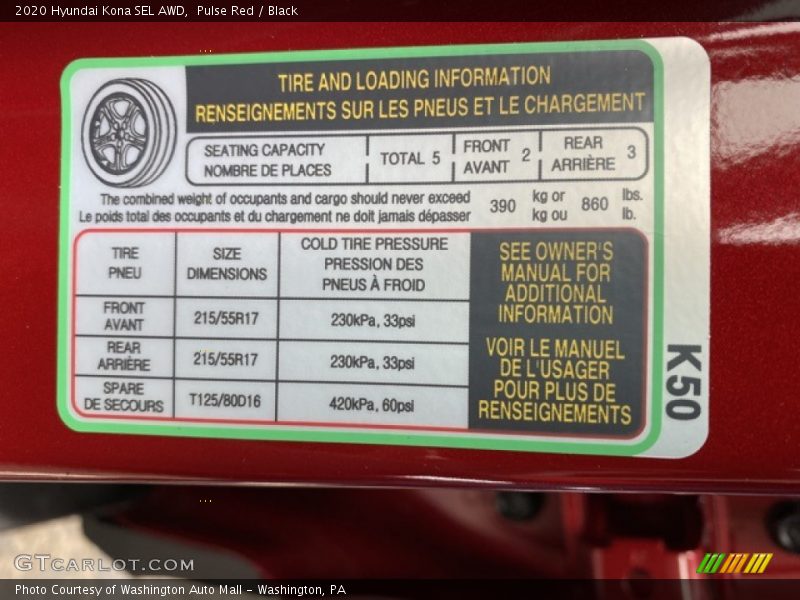 2020 Hyundai Kona SEL AWD,  Pulse Red / Black
TIRE AND LOADING INFORMATION
RENSEIGNEMENTS SUR LES PNEUS ET LE CHARGEMENT
SEATING CAPACITY
NOMBRE DE PLACES
TOTAL 5
FRONT
AVANT
2
REAR
ARRIÈRE
3
The combined weight of occupants and cargo should never exceed
Le poids total des occupants et du chargement ne doit jamais dépasser
390
kg or
kg ou
860
lbs.
lb.
TIRE
PNEU
SIZE
DIMENSIONS
COLD TIRE PRESSURE
PRESSION DES
PNEUS À FROID
FRONT
AVANT
215/55R17
230kPa, 33psi
REAR
ARRIÈRE
215/55R17
230kPa, 33psi
SPARE
DE SECOURS
T125/80D16
420kPa, 60psi
SEE OWNER'S
MANUAL FOR
ADDITIONAL
INFORMATION
VOIR LE MANUEL
DE L'USAGER
POUR PLUS DE
RENSEIGNEMENTS
K50
GTCARLOT.COM
Photo Courtesy of Washington Auto Mall - Washington, PA